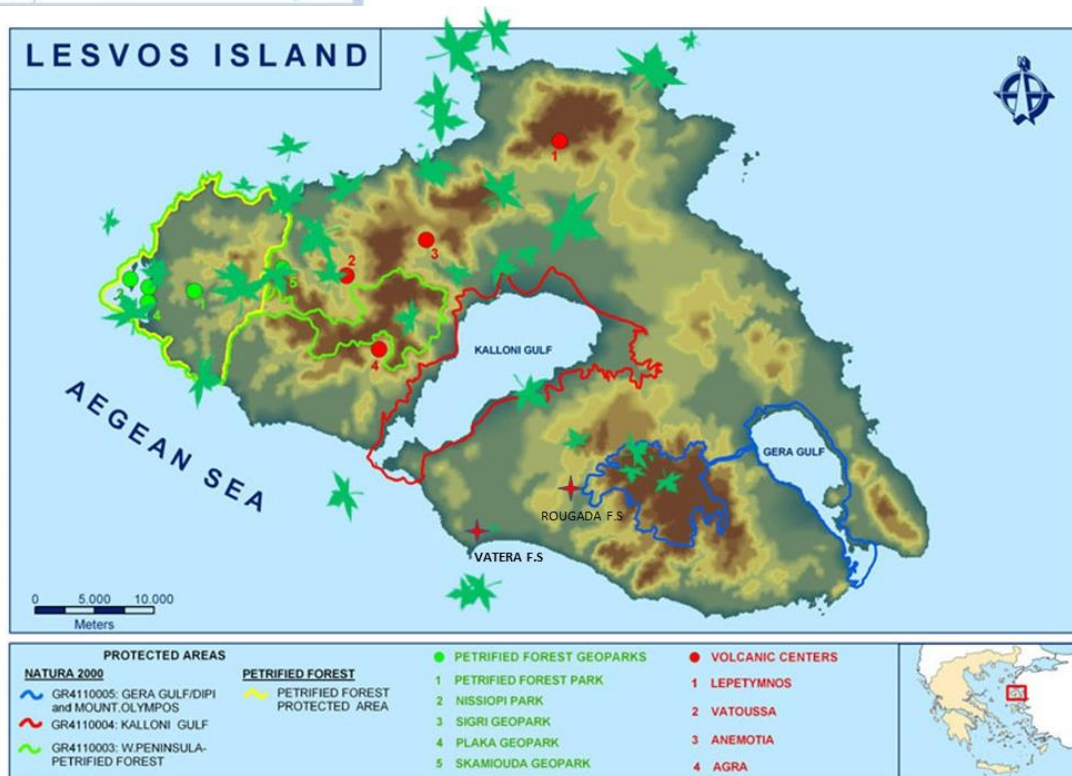 LESVOS ISLAND
1
3
2
5
1
4
4
KALLONI GULF
GERA GULF
AEGEAN SEA
ROUGADA F.S
VATERA F.S
0 5,000 10,000
Meters
PROTECTED AREAS
NATURA 2000
GR4110005: GERA GULF/DIPI
and MOUNT.OLYMPOS
GR4110004: KALLONI GULF
GR4110003: W.PENINSULA-
PETRIFIED FOREST
PETRIFIED FOREST
PETRIFIED FOREST
PROTECTED AREA
PETRIFIED FOREST GEOPARKS
1 PETRIFIED FOREST PARK
2 NISSIOPI PARK
3 SIGRI GEOPARK
4 PLAKA GEOPARK
5 SKAMIOUDA GEOPARK
VOLCANIC CENTERS
1 LEPETYMNOS
2 VATOUSSA
3 ANEMOTIA
4 AGRA